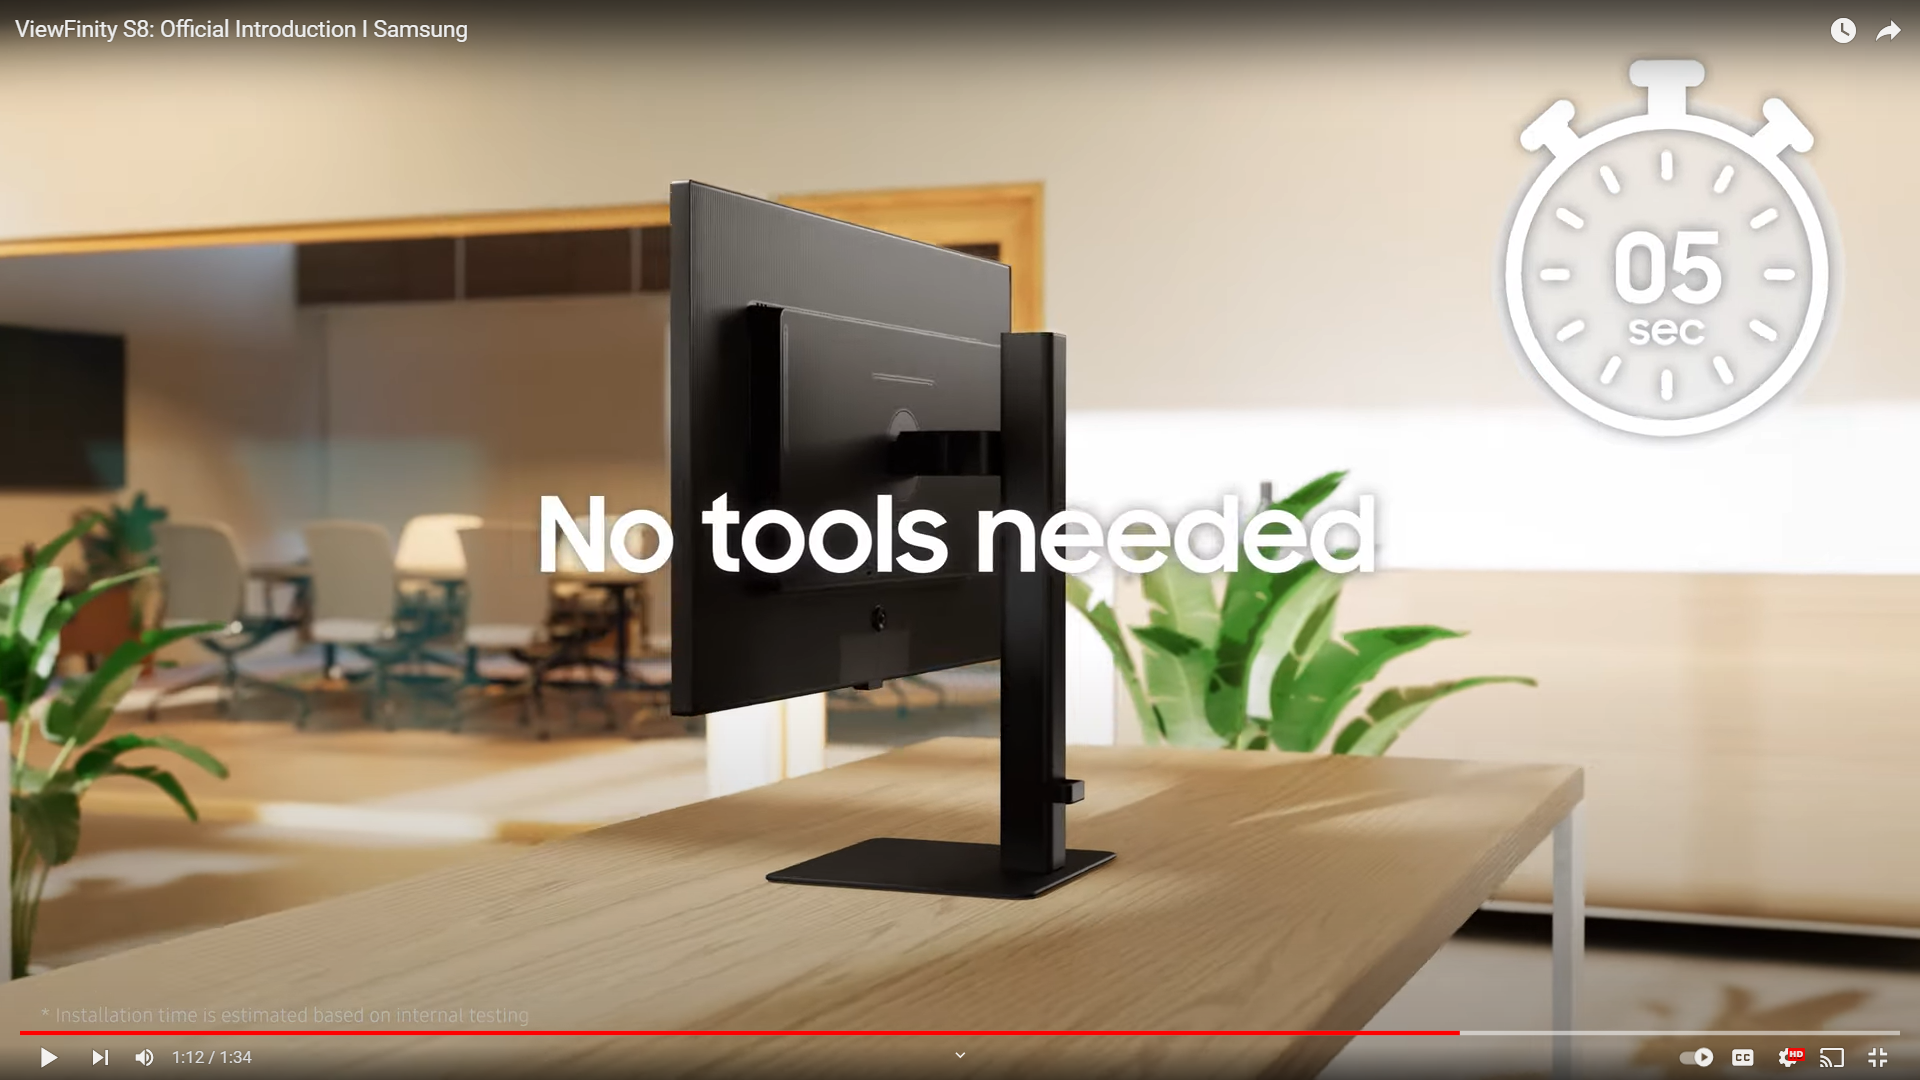 ViewFinity S8: Official Introduction I Samsung
05
sec
No tools needed
* Installation time is estimated based on internal testing
1:12 / 1:34
CC
HD